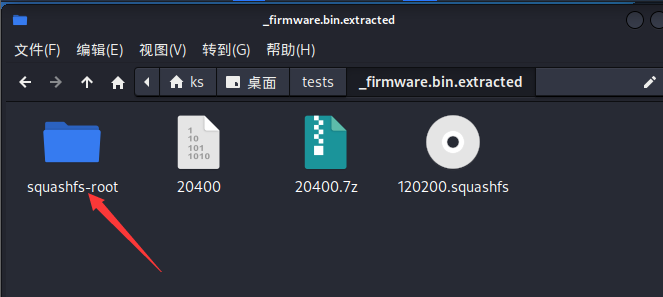 _firmware.bin.extracted
文件(F) 编辑(E) 视图(V) 转到(G) 帮助(H)
ks 桌面 tests _firmware.bin.extracted
1
10
101
1010
squashfs-root 20400 20400.7z 120200.squashfs